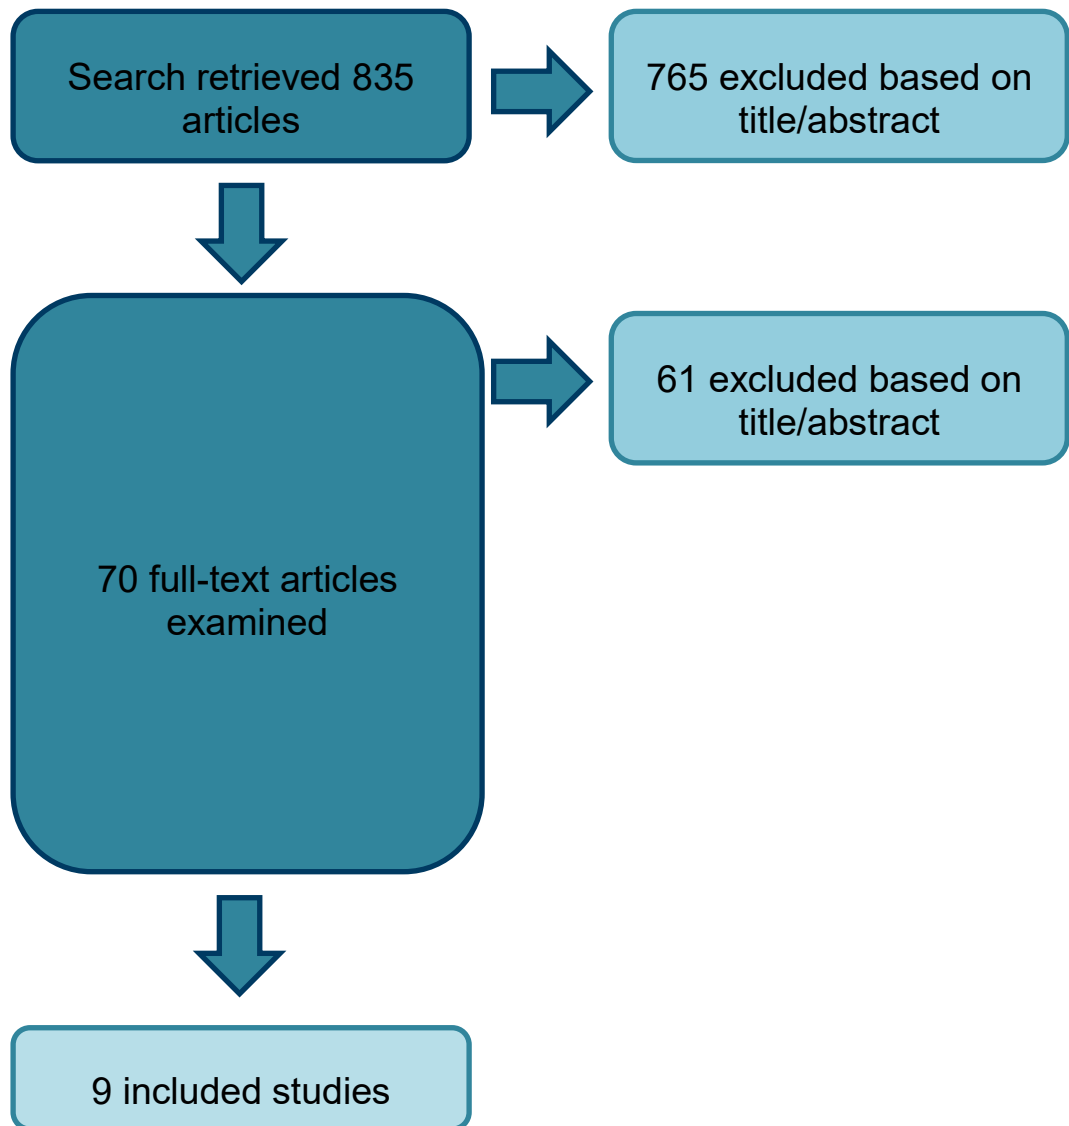 Search retrieved 835
articles
765 excluded based on
title/abstract
61 excluded based on
title/abstract
70 full-text articles
examined
9 included studies